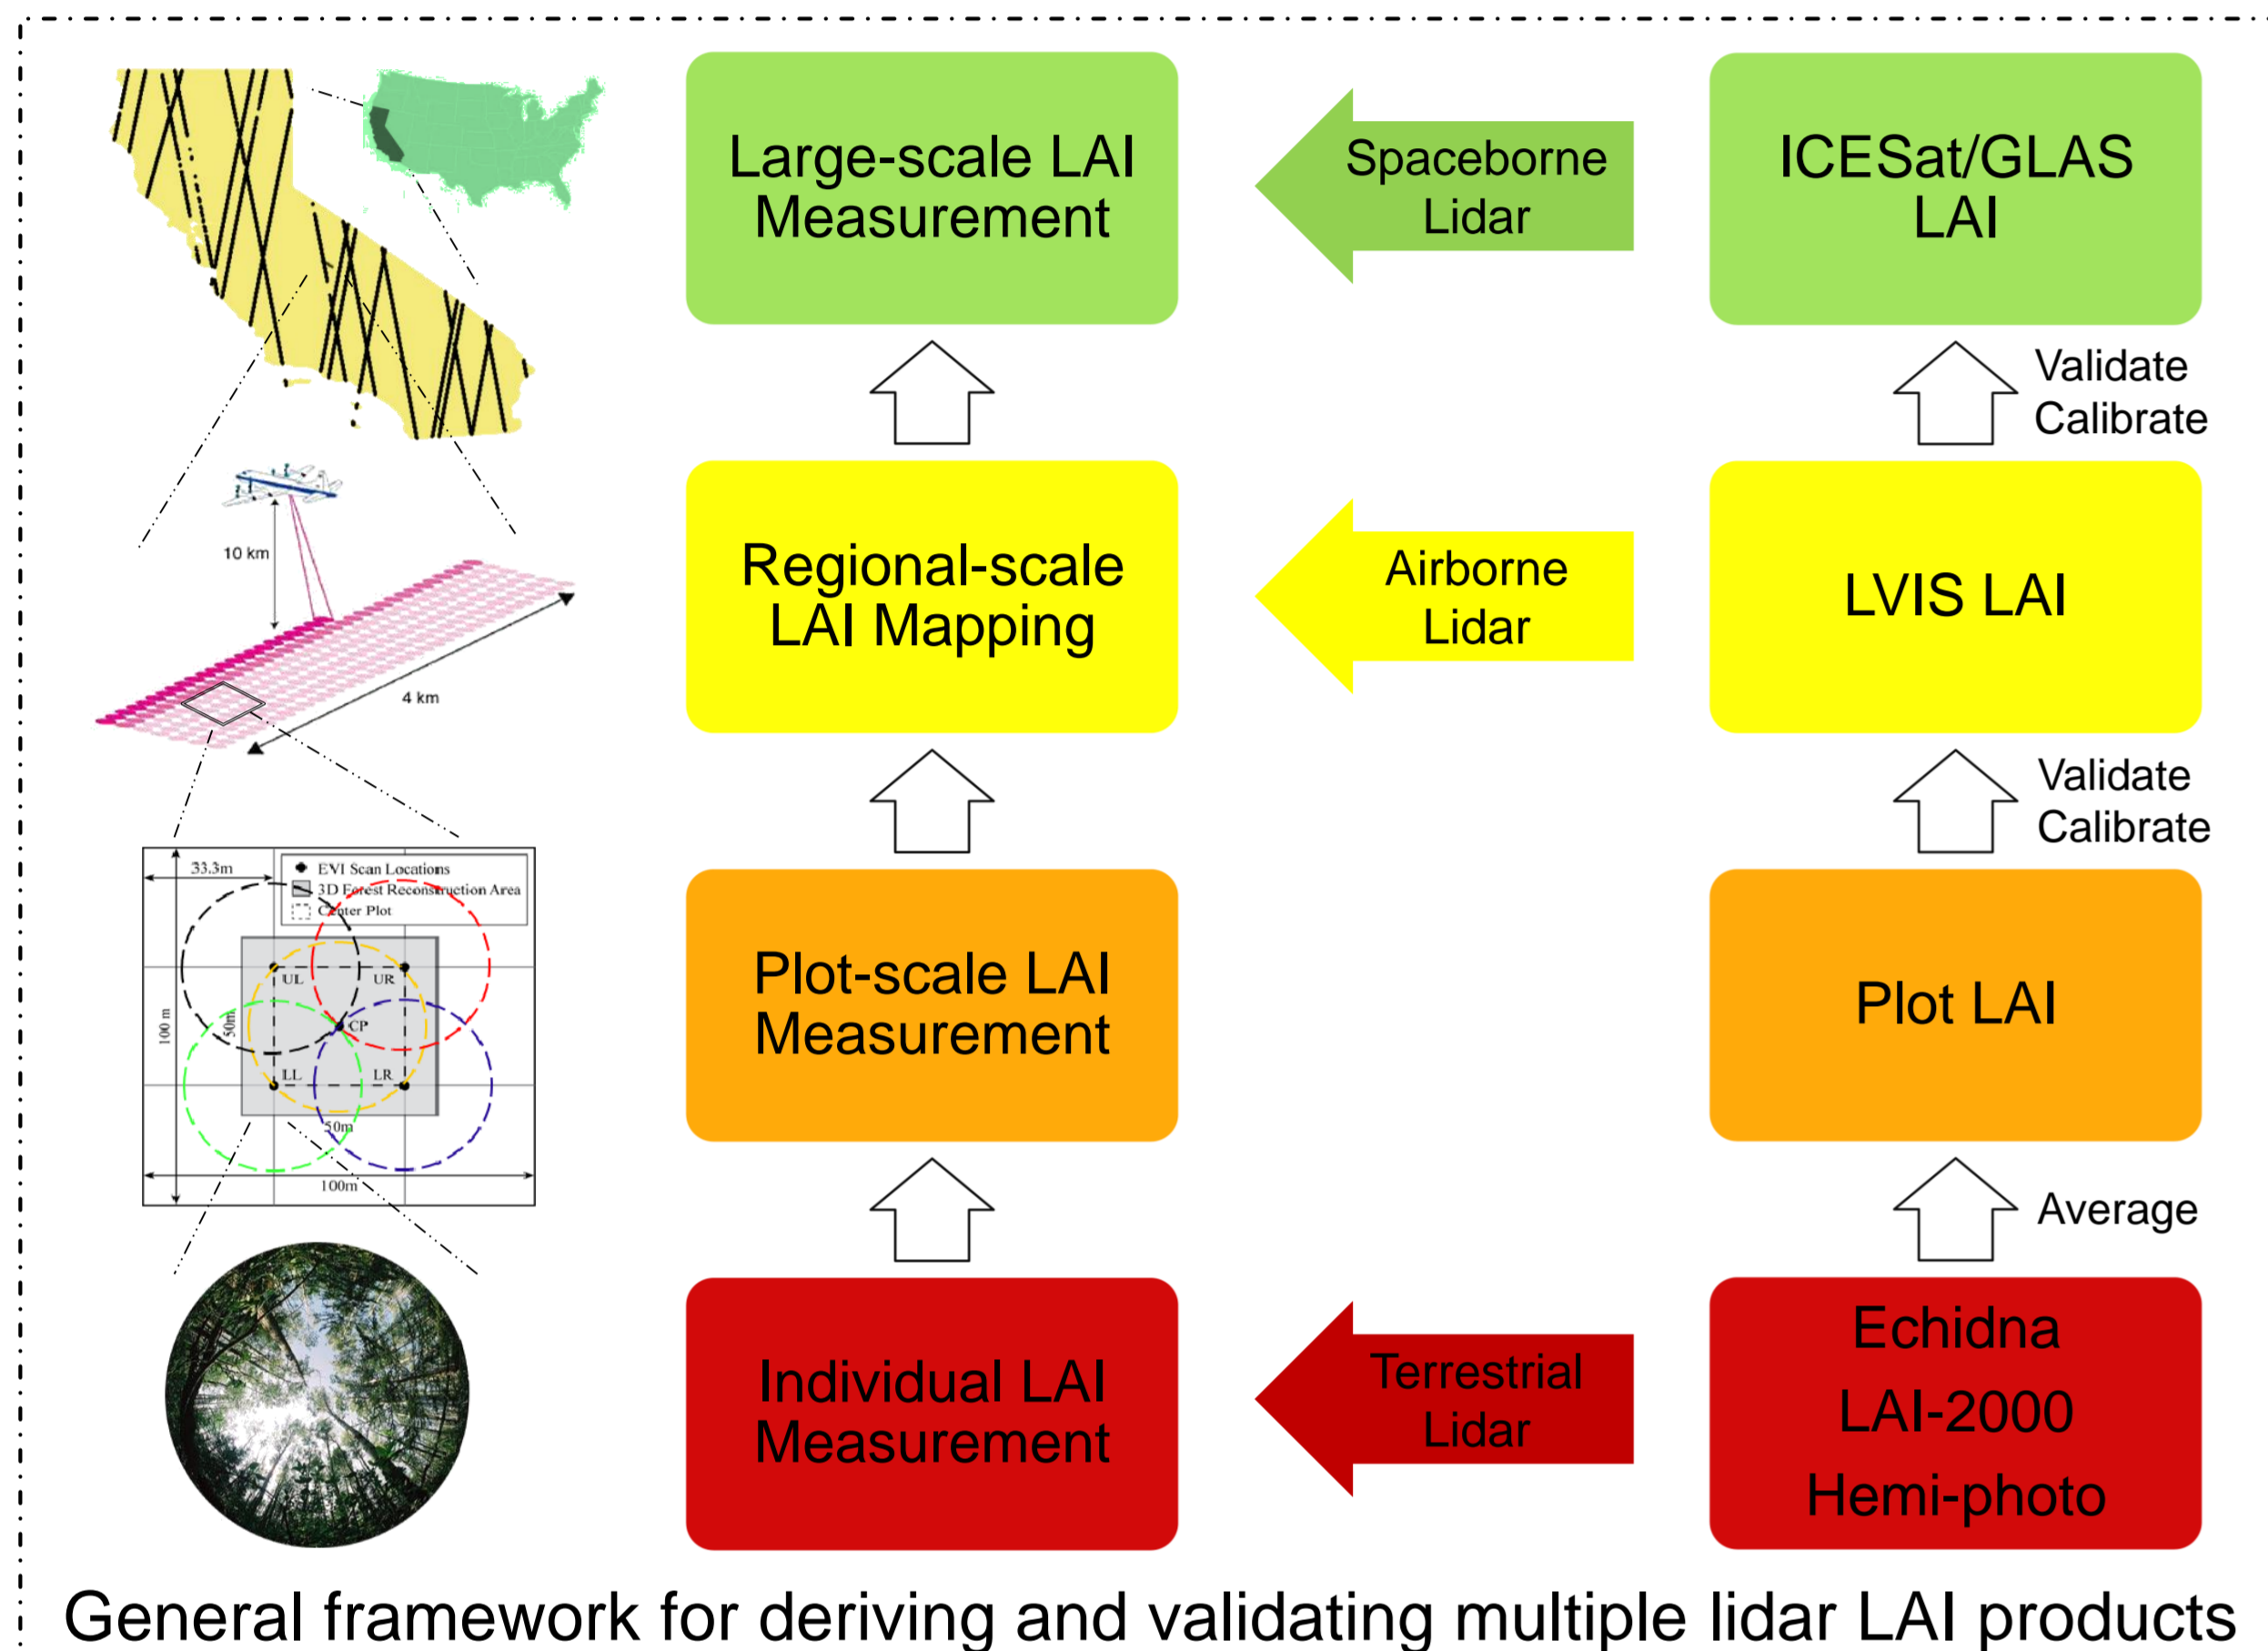 Large-scale LAI
Measurement
Spaceborne
Lidar
ICESat/GLAS
LAI
Validate
Calibrate
10 km
4 km
Regional-scale
LAI Mapping
Airborne
Lidar
LVIS LAI
Validate
Calibrate
33.3m
EVI Scan Locations
3D Forest Reconstruction Area
Center Plot
UL
UR
100 m
50m
CP
LL
LR
50m
100m
Plot-scale LAI
Measurement
Plot LAI
Average
Individual LAI
Measurement
Terrestrial
Lidar
Echidna
LAI-2000
Hemi-photo
General framework for deriving and validating multiple lidar LAI products